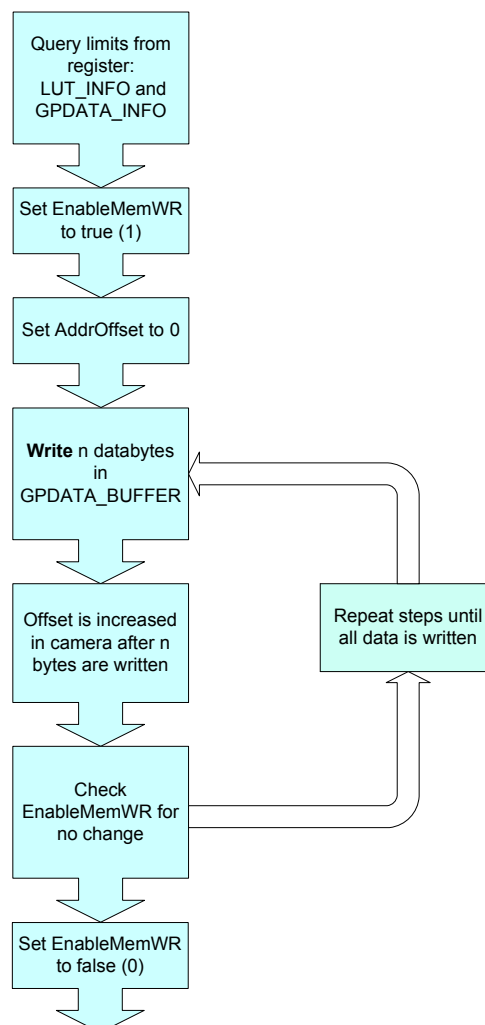 Query limits from
register:
LUT_INFO and
GPDATA_INFO
Set EnableMemWR
to true (1)
Set AddrOffset to 0
Write n databytes
in
GPDATA_BUFFER
Offset is increased
in camera after n
bytes are written
Repeat steps until
all data is written
Check
EnableMemWR for
no change
Set EnableMemWR
to false (0)